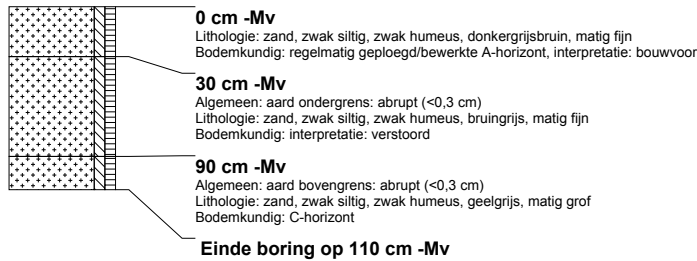 0 cm -Mv
Lithologie: zand, zwak siltig, zwak humeus, donkergrijsbruin, matig fijn
Bodemkundig: regelmatig geploegd/bewerkte A-horizont, interpretatie: bouwvoor
30 cm -Mv
Algemeen: aard ondergrens: abrupt (<0,3 cm)
Lithologie: zand, zwak siltig, zwak humeus, bruingrijs, matig fijn
Bodemkundig: interpretatie: verstoord
90 cm -Mv
Algemeen: aard bovengrens: abrupt (<0,3 cm)
Lithologie: zand, zwak siltig, zwak humeus, geelgrijs, matig grof
Bodemkundig: C-horizont
Einde boring op 110 cm -Mv